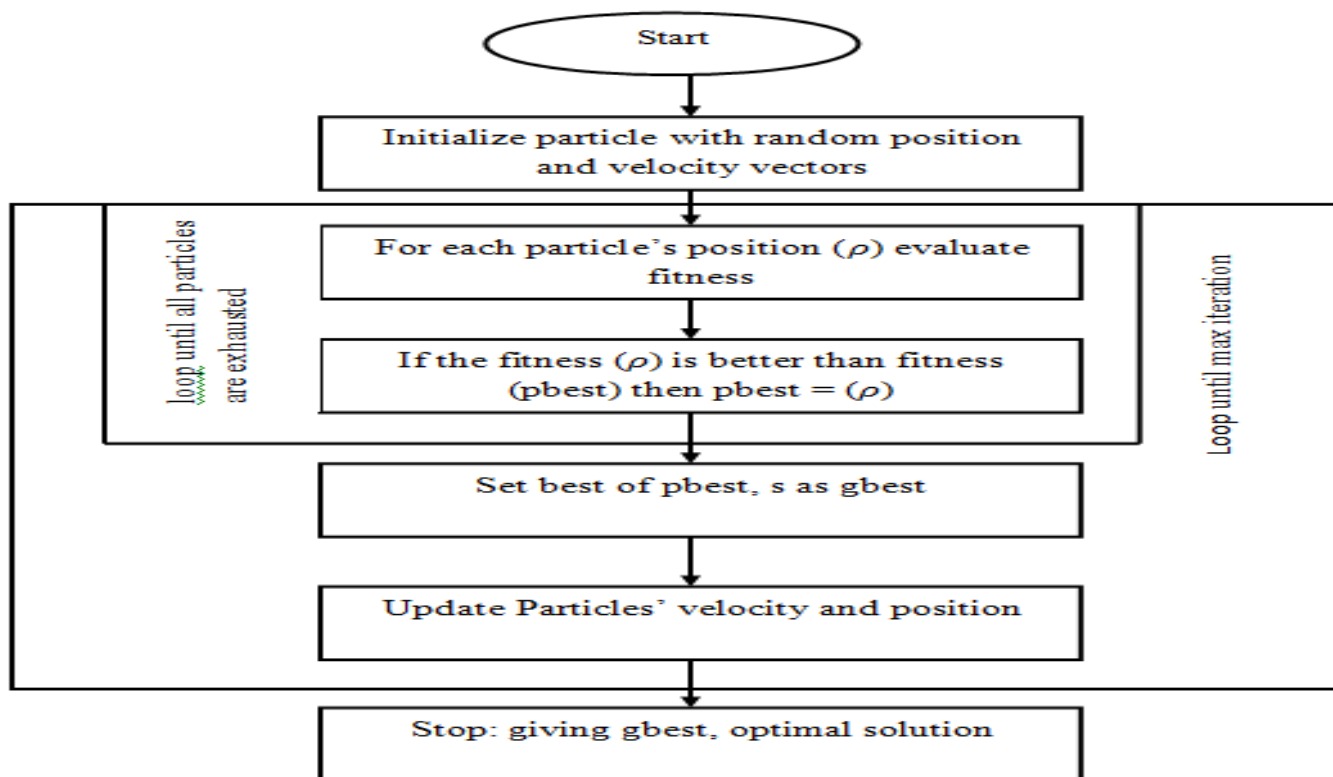 Start
Initialize particle with random position
and velocity vectors
loop until all particles
are exhausted
For each particle’s position (ρ) evaluate
fitness
If the fitness (ρ) is better than fitness
(pbest) then pbest = (ρ)
Loop until max iteration
Set best of pbest, s as gbest
Update Particles’ velocity and position
Stop: giving gbest, optimal solution